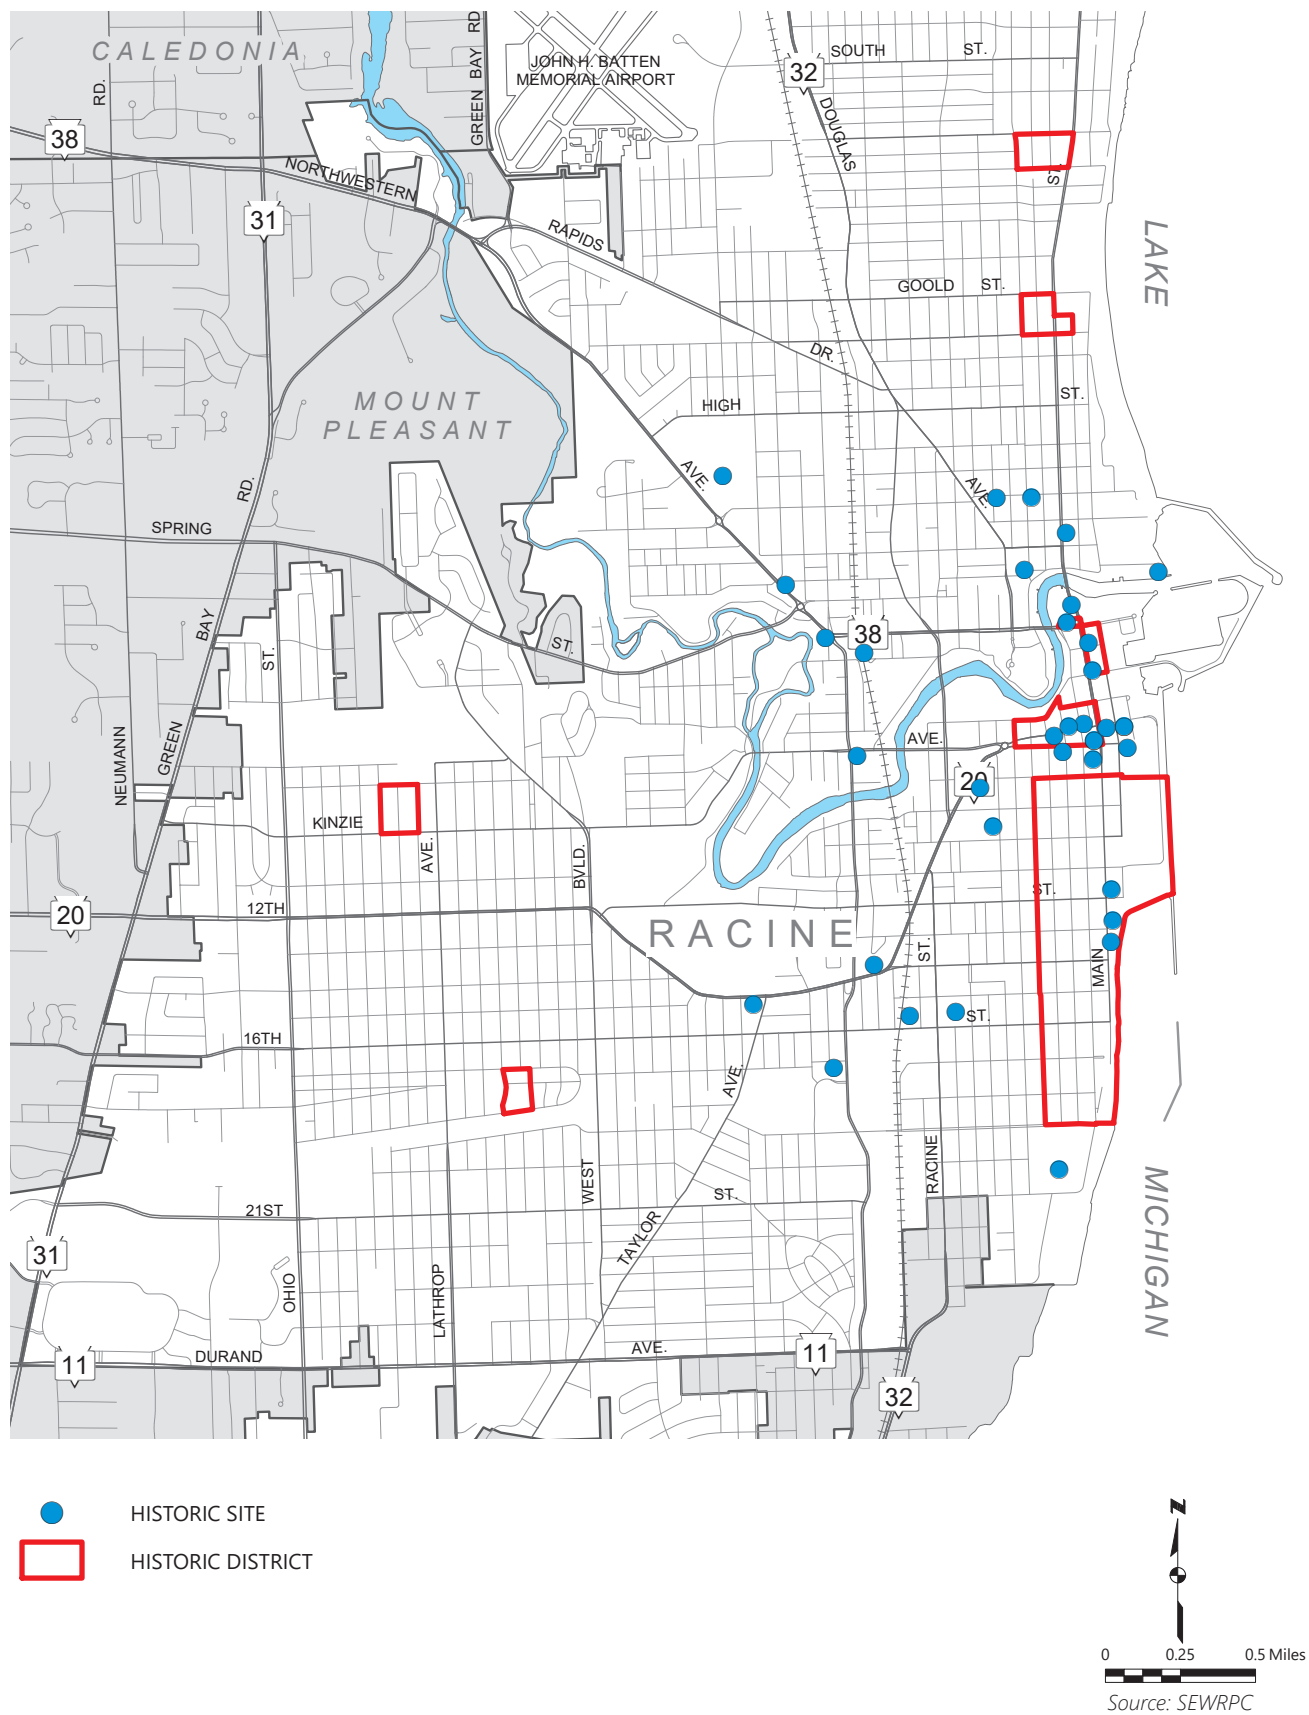 CALEDONIA
RD.
GREEN BAY RD.
JOHN H. BATTEN
MEMORIAL AIRPORT
SOUTH ST.
32
DOUGLAS
38
NORTHWESTERN
31
RAPIDS
ST.
LAKE
GOOLD ST.
DR.
MOUNT
PLEASANT
HIGH
ST.
AVE.
AVE.
RD.
SPRING
BAY
ST.
ST.
38
GREEN
NEUMANN
AVE.
20
KINZIE
AVE.
BVLD.
ST.
20
12TH
RACINE
ST.
MAIN
16TH
ST.
AVE.
RACINE
WEST
ST.
21ST
TAYLOR
MICHIGAN
31
OHIO
LATHROP
AVE.
DURAND
11
11
32
HISTORIC SITE
HISTORIC DISTRICT
Z
0 0.25 0.5 Miles
Source: SEWRPC